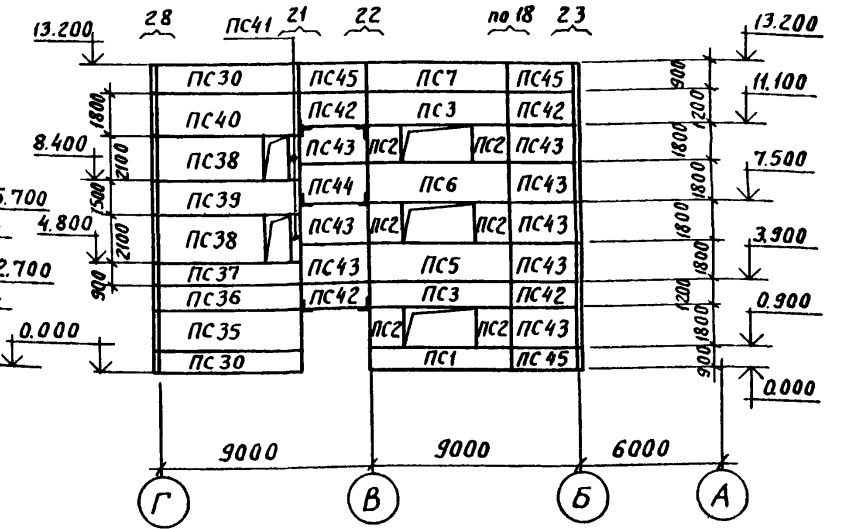 28 ПС41 21 22 по 18 23
13.200 13.200
ПС30 ПС45 ПС7 ПС45 900
11.100
1800 ПС40 ПС42 ПС3 ПС42 1200
8.400 2100 ПС38 ПС43 ПС2 ПС2 ПС43 1800
7.500
5.700 1500 ПС39 ПС44 ПС6 ПС43 1800
4.800 2100 ПС38 ПС43 ПС2 ПС2 ПС43 1800
3.900
2.700 900 ПС37 ПС43 ПС5 ПС43 1800
ПС36 ПС42 ПС3 ПС42 1200
0.900
0.000 ПС35 ПС2 ПС2 ПС43 1800
ПС30 ПС1 ПС45 900
0.000
9000 9000 6000
Г В Б А